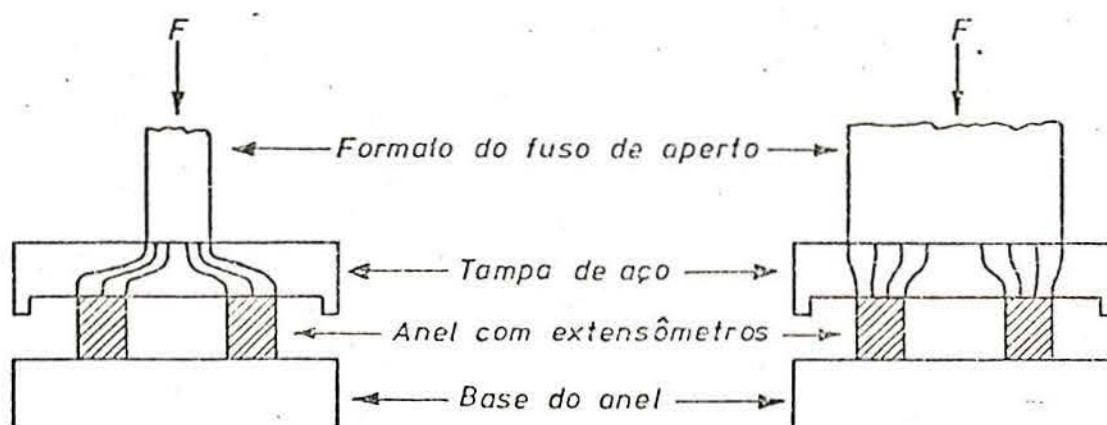 F
F
Formato do fuso de aperto
Tampa de aço
Anel com extensômetros
Base do anel